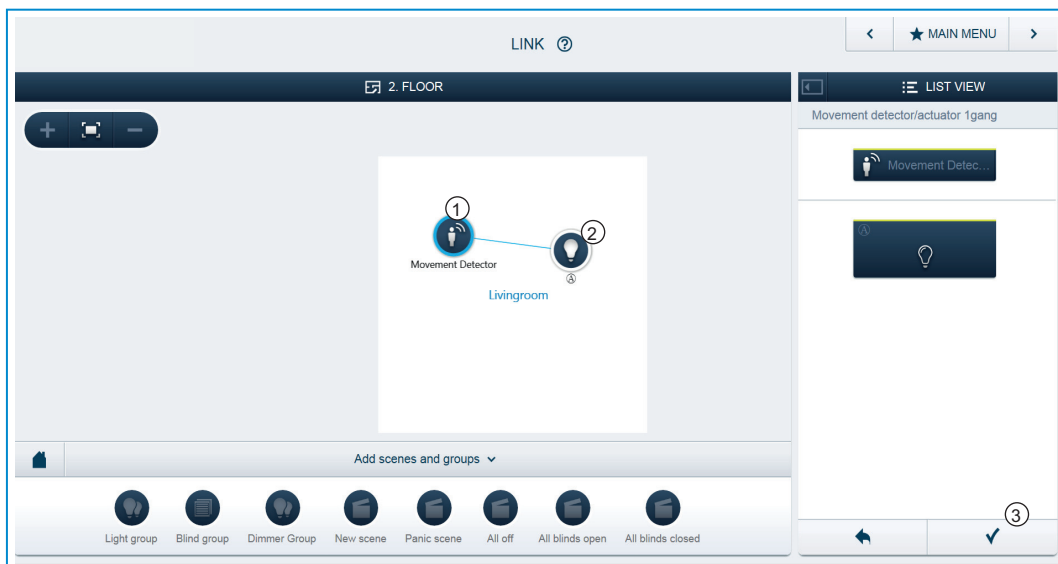 LINK ?
MAIN MENU
2. FLOOR
LIST VIEW
Movement detector/actuator 1gang
Movement Detec...
A
1
2
Movement Detector
A
Livingroom
Add scenes and groups
Light group
Blind group
Dimmer Group
New scene
Panic scene
All off
All blinds open
All blinds closed
3